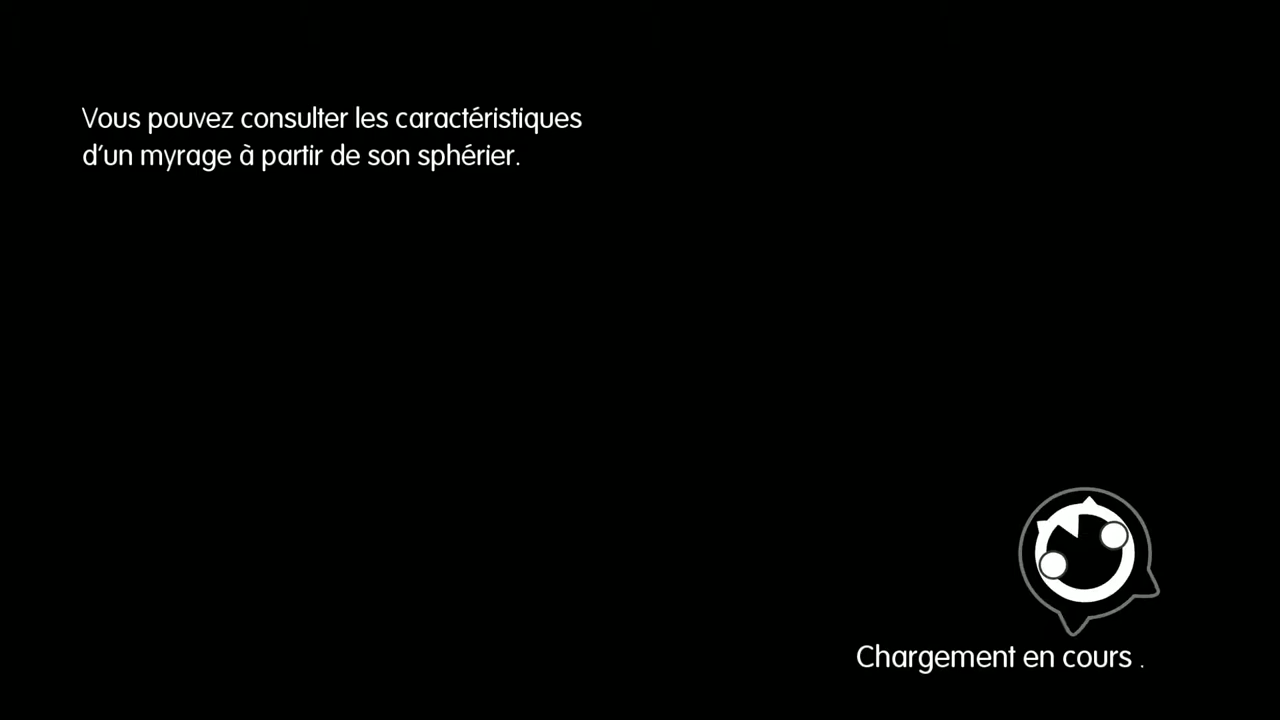 Vous pouvez consulter les caractéristiques
d'un myrage à partir de son sphérier.
Chargement en cours .